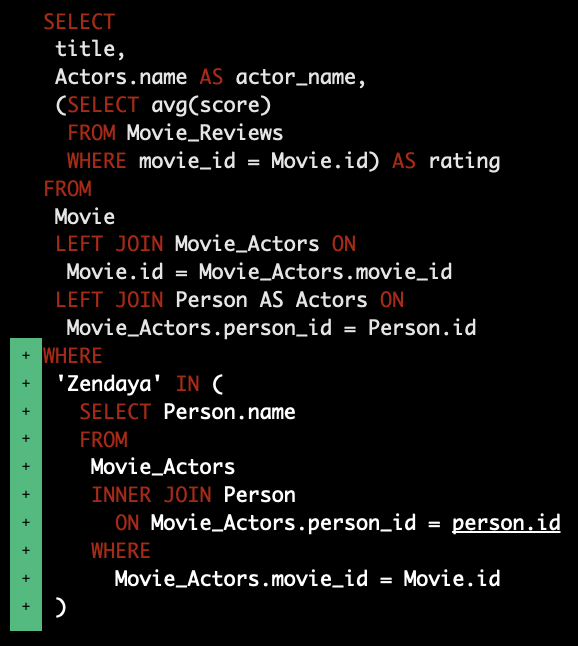 SELECT
title,
Actors.name AS actor_name,
(SELECT avg(score)
FROM Movie_Reviews
WHERE movie_id = Movie.id) AS rating
FROM
Movie
LEFT JOIN Movie_Actors ON
Movie.id = Movie_Actors.movie_id
LEFT JOIN Person AS Actors ON
Movie_Actors.person_id = Person.id
+ WHERE
+ 'Zendaya' IN (
+ SELECT Person.name
+ FROM
+ Movie_Actors
+ INNER JOIN Person
+ ON Movie_Actors.person_id = person.id
+ WHERE
+ Movie_Actors.movie_id = Movie.id
+ )